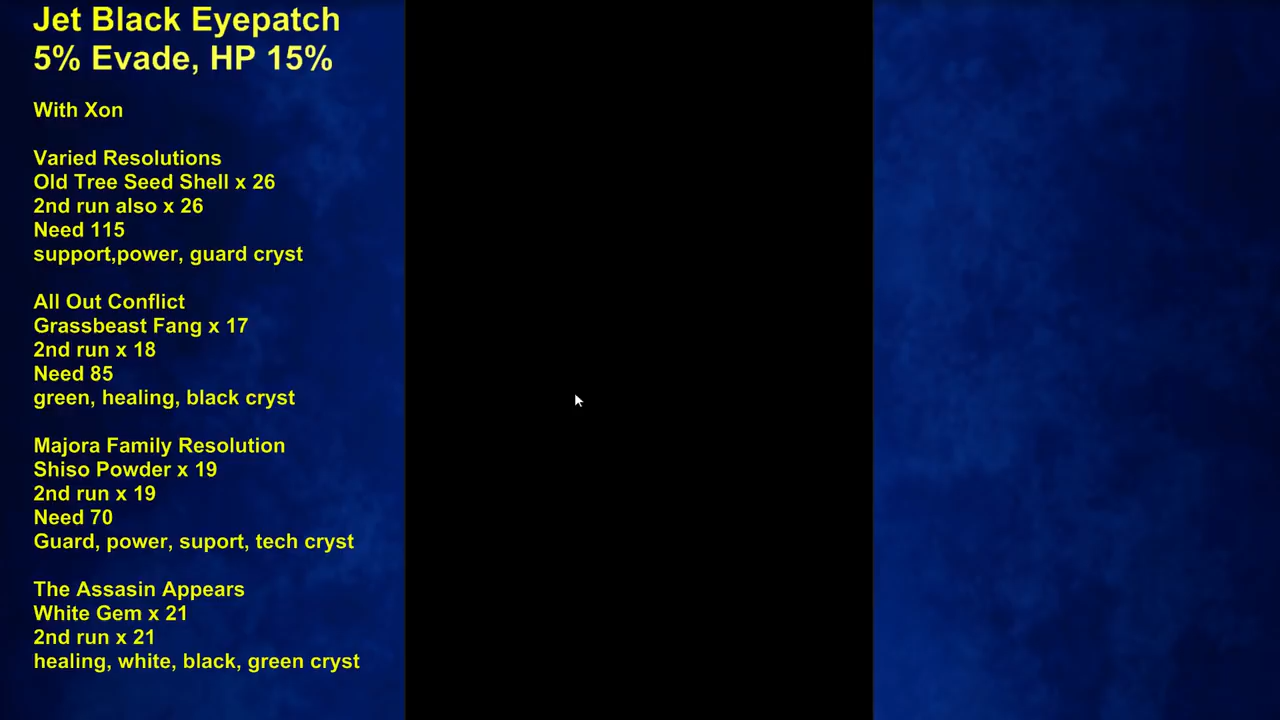 Jet Black Eyepatch
5% Evade, HP 15%
With Xon
Varied Resolutions
Old Tree Seed Shell x 26
2nd run also x 26
Need 115
support,power, guard cryst
All Out Conflict
Grassbeast Fang x 17
2nd run x 18
Need 85
green, healing, black cryst
Majora Family Resolution
Shiso Powder x 19
2nd run x 19
Need 70
Guard, power, suport, tech cryst
The Assasin Appears
White Gem x 21
2nd run x 21
healing, white, black, green cryst